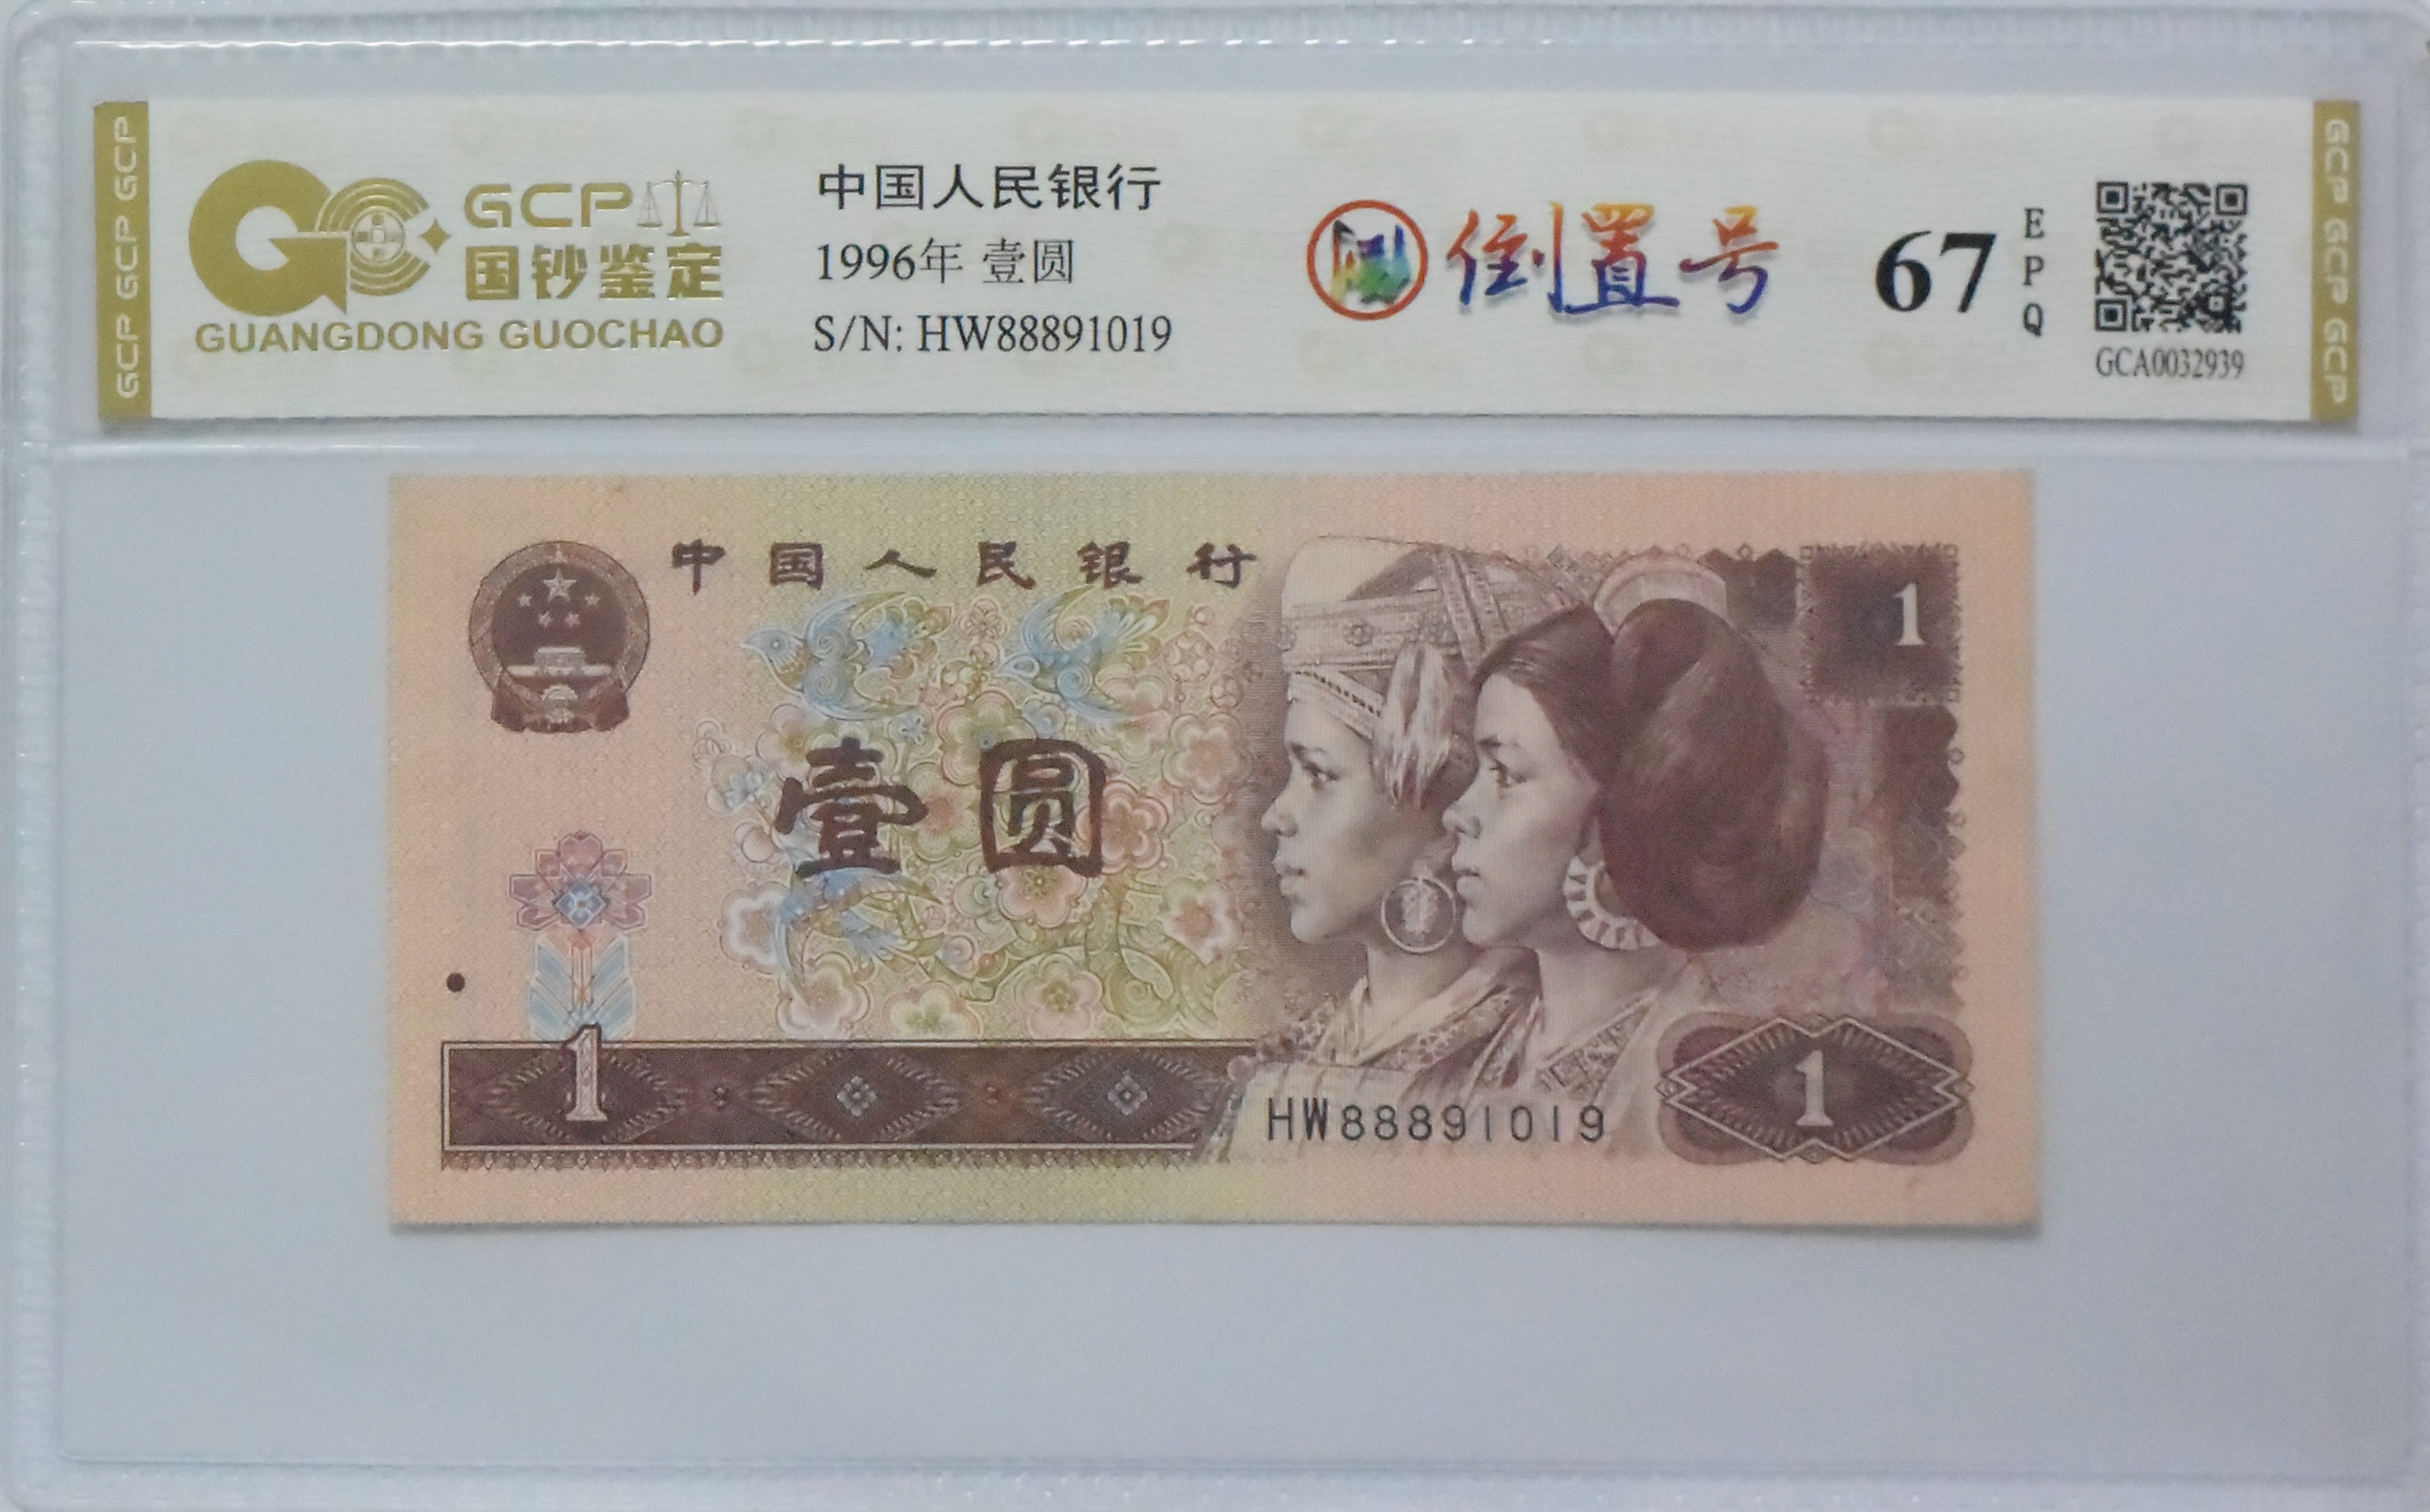 GCP GCP GCP
GCP
国钞鉴定
GUANGDONG GUOCHAO
中国人民银行
1996年 壹圆
S/N: HW88891019
倒置号
67
EPQ
GCA0032939
GCP GCP GCP
中国人民银行
1
壹圆
1
HW88891019
1